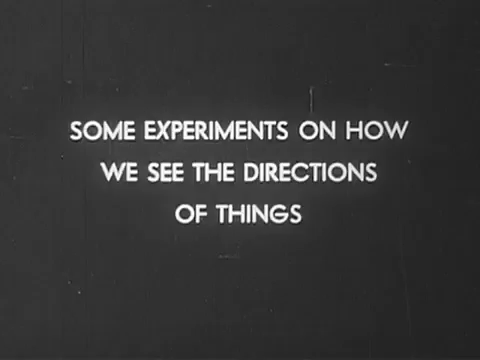 SOME EXPERIMENTS ON HOW
WE SEE THE DIRECTIONS
OF THINGS